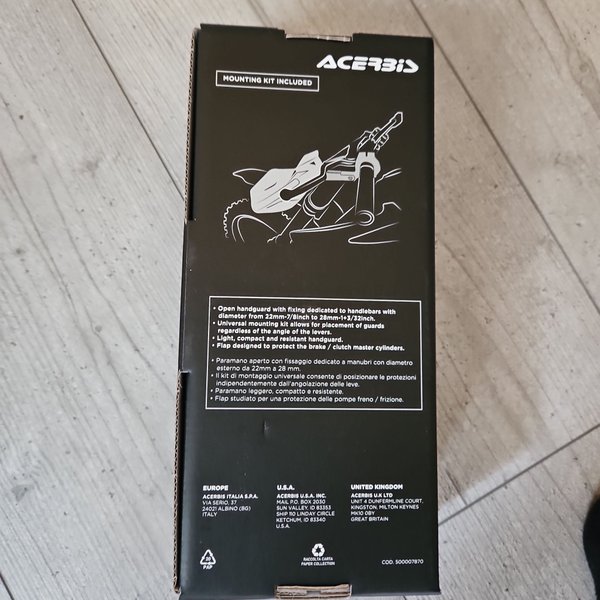 ACERBIS
MOUNTING KIT INCLUDED
• Open handguard with fixing dedicated to handlebars with
diameter from 22mm-7/8inch to 28mm-1+3/32inch.
• Universal mounting kit allows for placement of guards
regardless of the angle of the levers.
• Light, compact and resistant handguard.
• Flap designed to protect the brake / clutch master cylinders.
• Paramano aperto con fissaggio dedicato a manubri con diametro
esterno da 22mm a 28 mm.
• Il kit di montaggio universale consente di posizionare le protezioni
indipendentemente dall'angolazione delle leve.
• Paramano leggero, compatto e resistente.
• Flap studiato per una protezione delle pompe freno / frizione.
EUROPE
ACERBIS ITALIA S.P.A.
VIA SERIO, 37
24021 ALBINO (BG)
ITALY
U.S.A.
ACERBIS U.S.A. INC.
MAIL P.O. BOX 2030
SUN VALLEY, ID 83353
SHIP 110 LINDAY CIRCLE
KETCHUM, ID 83340
U.S.A.
UNITED KINGDOM
ACERBIS U.K LTD
UNIT 4 DUNFERMLINE COURT,
KINGSTON, MILTON KEYNES
MK10 0BY
GREAT BRITAIN
20
PAP
RACCOLTA CARTA
PAPER COLLECTION
COD. 500007870